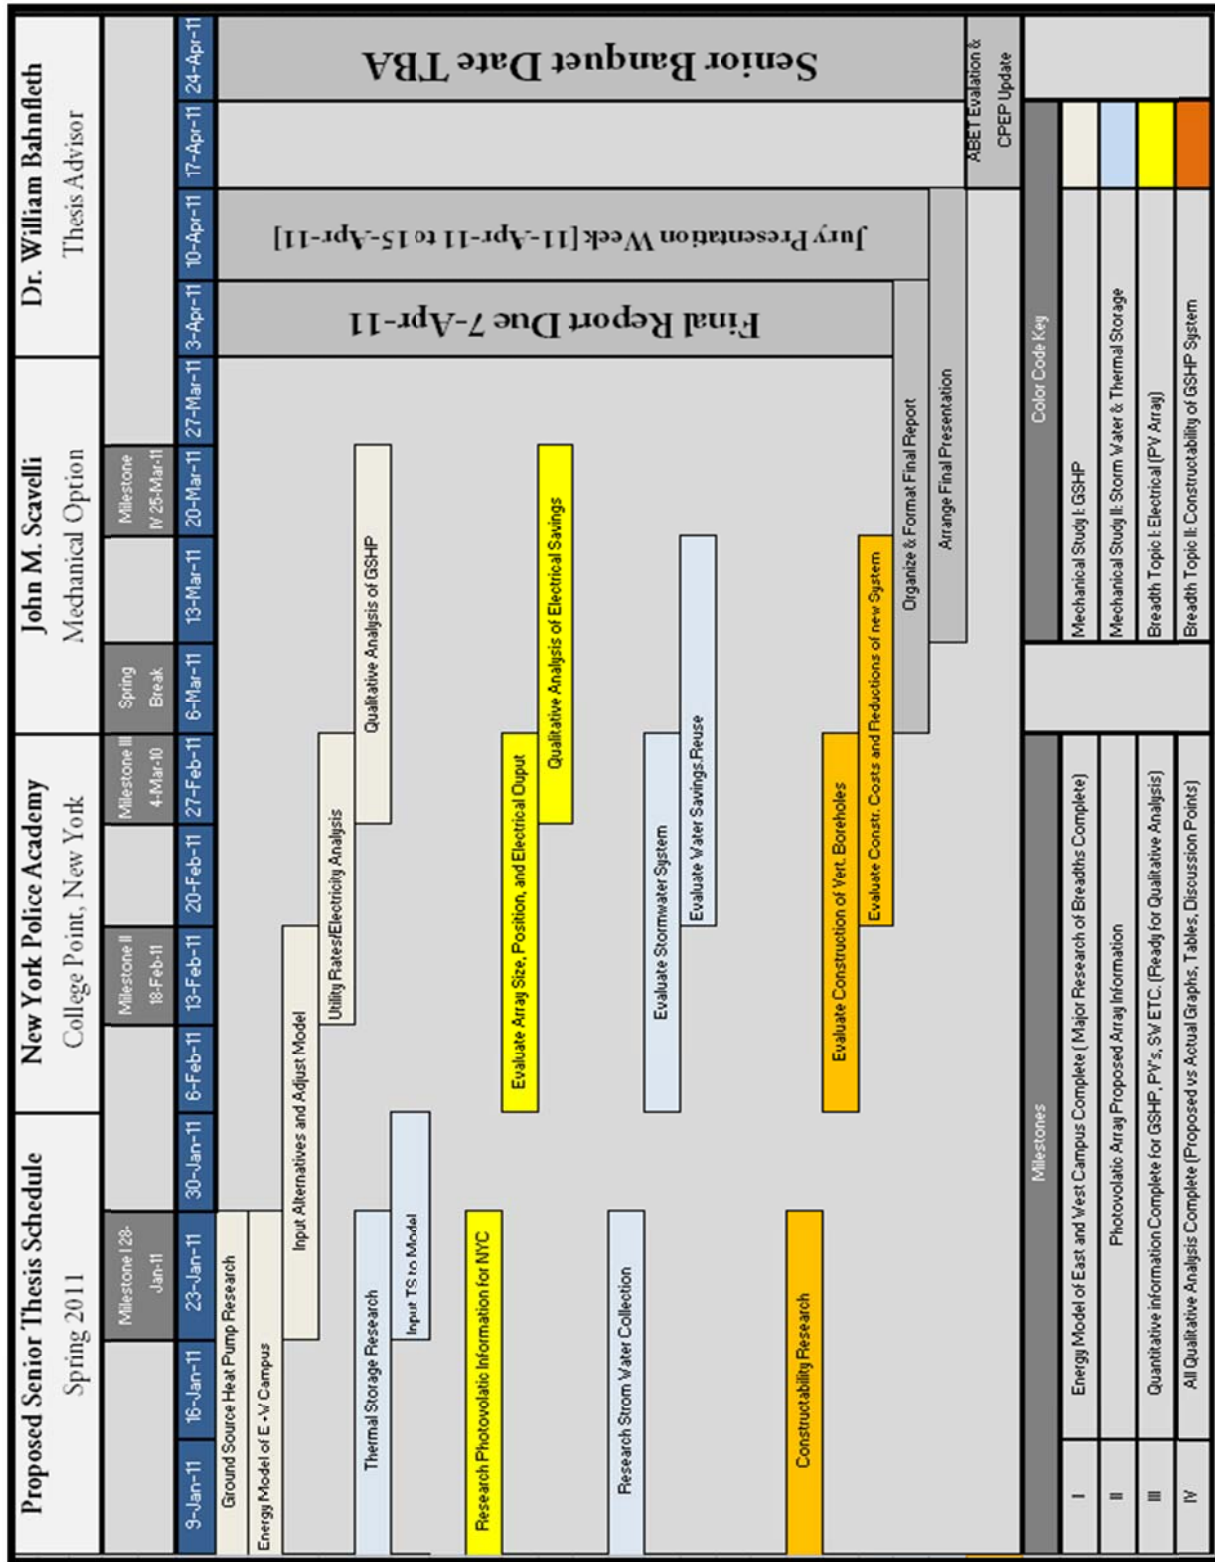 Proposed Senior Thesis Schedule
Spring 2011
New York Police Academy
College Point, New York
John M. Scavelli
Mechanical Option
Dr. William Bahnfleth
Thesis Advisor
Milestone I 28-
Jan-11
Milestone II
18-Feb-11
Milestone III
4-Mar-10
Spring
Break
Milestone
IV 25-Mar-11
9-Jan-11 16-Jan-11 23-Jan-11 30-Jan-11 6-Feb-11 13-Feb-11 20-Feb-11 27-Feb-11 6-Mar-11 13-Mar-11 20-Mar-11 27-Mar-11 3-Apr-11 10-Apr-11 17-Apr-11 24-Apr-11
Ground Source Heat Pump Research
Energy Model of E +W Campus
Input Alternatives and Adjust Model
Utility Rates/Electricity Analysis
Thermal Storage Research
Qualitative Analysis of GSHP
Input TS to Model
Research Photovolatic Information for NYC
Evaluate Array Size, Position, and Electrical Ouput
Qualitative Analysis of Electrical Savings
Research Strom Water Collection
Evaluate Stormwater System
Evaluate Water Savings.Reuse
Constructability Research
Evaluate Construction of Vert. Boreholes
Evaluate Constr. Costs and Reductions of new System
Organize & Format Final Report
Arrange Final Presentation
Final Report Due 7-Apr-11
Jury Presentation Week [11-Apr-11 to 15-Apr-11]
Senior Banquet Date TBA
ABET Evalation &
CPEP Update
Milestones
I Energy Model of East and West Campus Complete ( Major Research of Breadths Complete)
II Photovolatic Array Proposed Array Information
III Quantitative information Complete for GSHP, PV's, SW ETC. (Ready for Qualitative Analysis)
IV All Qualitative Analysis Complete (Proposed vs Actual Graphs, Tables, Discussion Points)
Color Code Key
Mechanical Study I: GSHP
Mechanical Study II: Storm Water & Thermal Storage
Breadth Topic I: Electrical (PV Array)
Breadth Topic II: Constructability of GSHP System